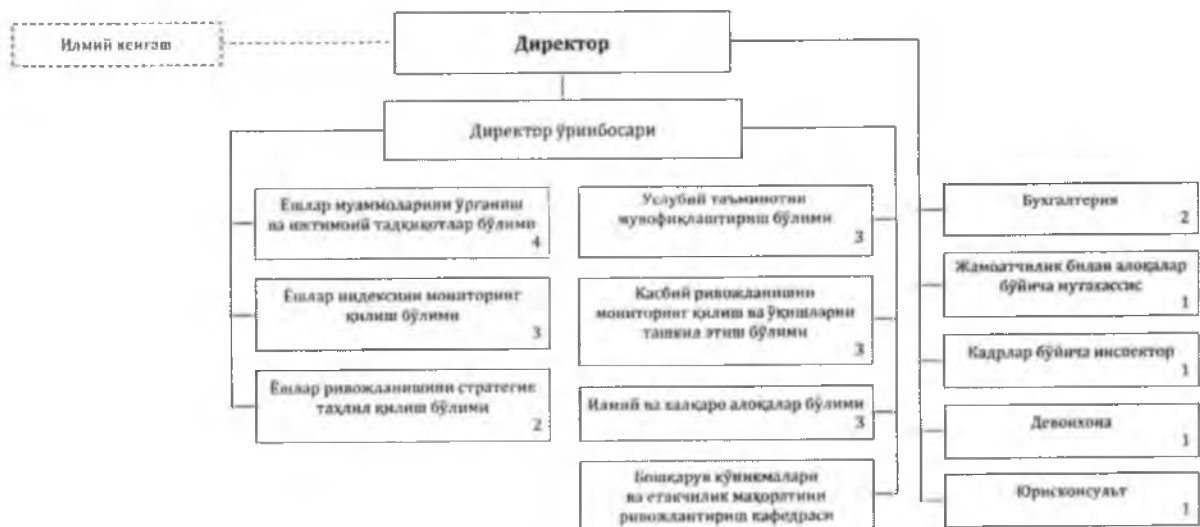 Илмий кенгаш
Директор
Директор ўринбосари
Ёшлар муаммоларини ўрганиш
ва ижтимоий тадқиқотлар бўлими
4
Ёшлар индексини мониторинг
қилиш бўлими
3
Ёшлар ривожланишини стратегик
таҳлил қилиш бўлими
2
Услубий таъминотни
мувофиқлаштириш бўлими
3
Касбий ривожланишни
мониторинг қилиш ва ўқишларни
ташкил этиш бўлими
3
Илмий ва халқаро алоқалар бўлими
3
Бошқарув кўникмалари
ва етакчилик маҳоратини
ривожлантириш кафедраси
Бухгалтерия
2
Жамоатчилик билан алоқалар
бўйича мутахассис
1
Кадрлар бўйича инспектор
1
Девонхона
1
Юрисконсульт
1